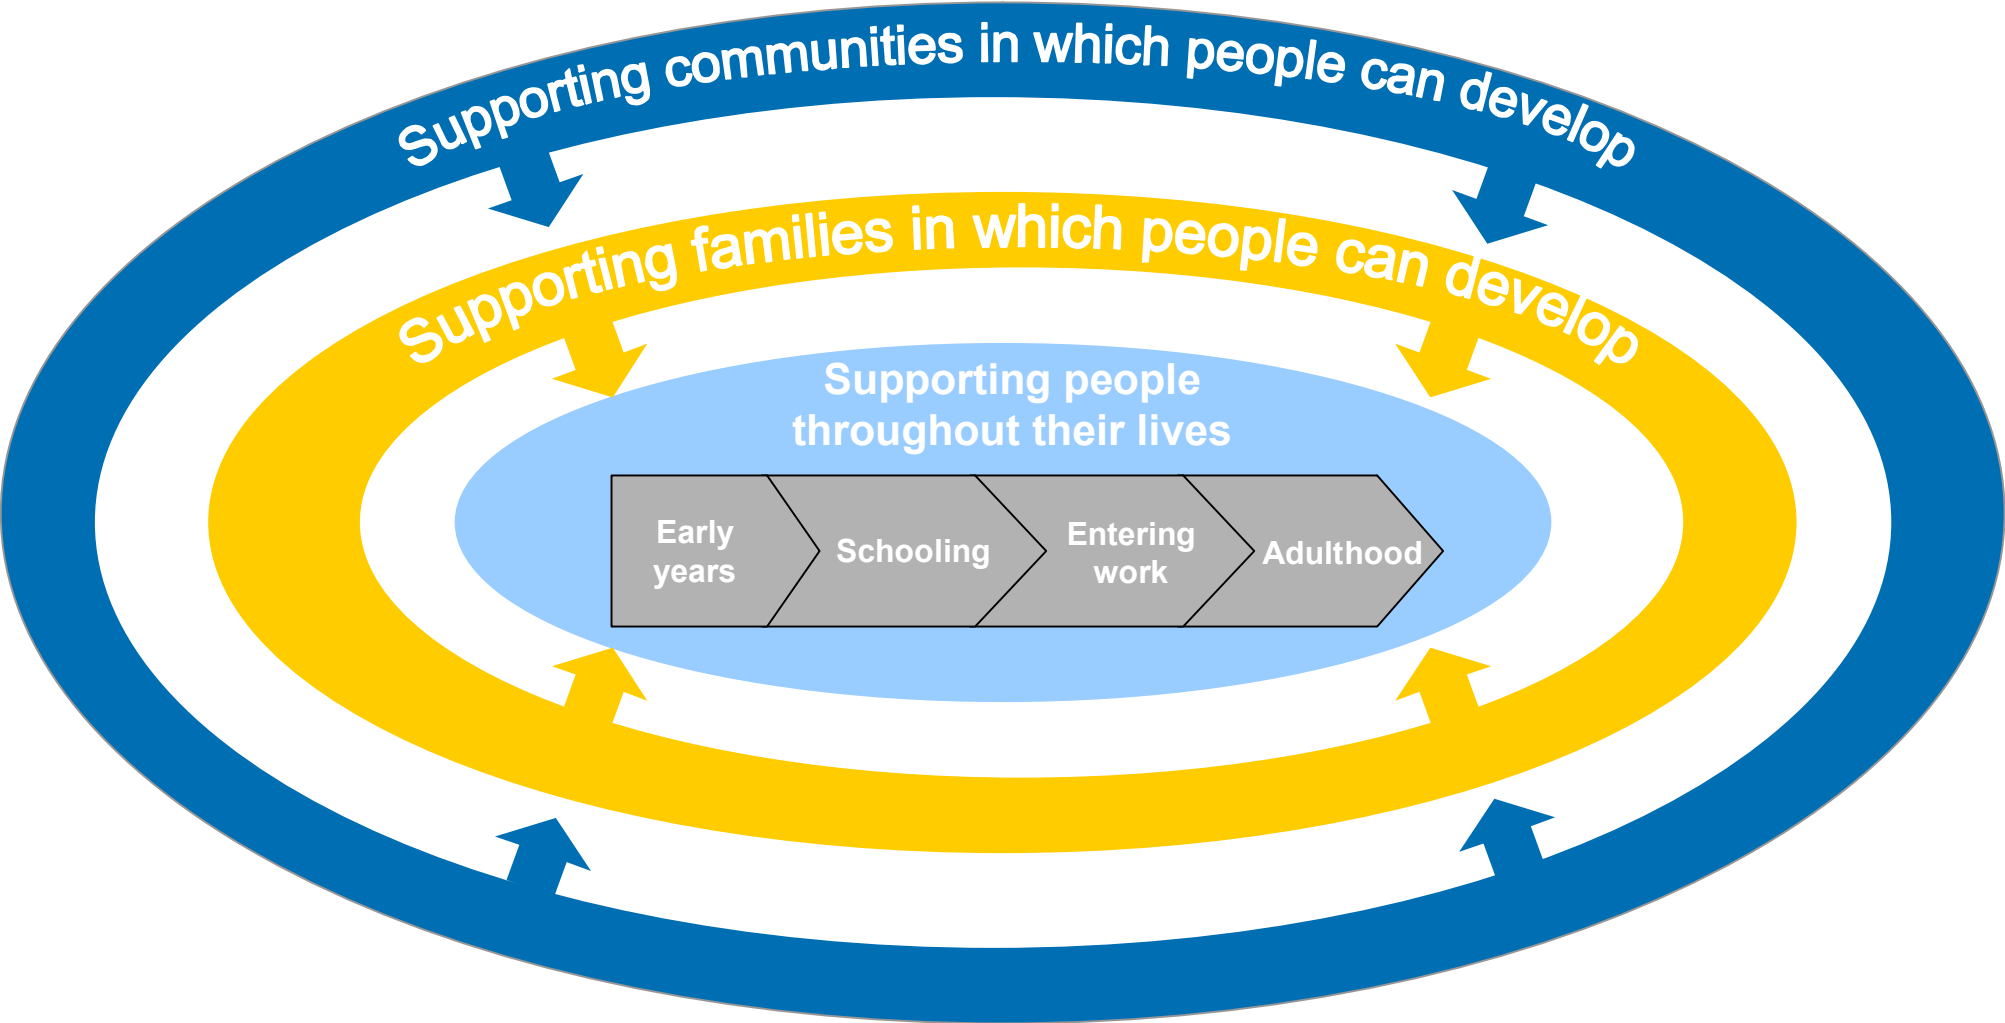 Supporting communities in which people can develop
Supporting families in which people can develop
Supporting people
throughout their lives
Early
years
Schooling
Entering
work
Adulthood